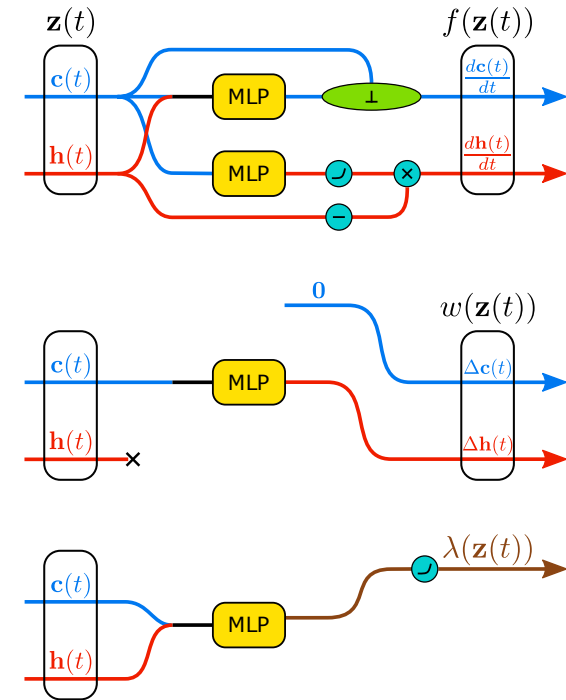 z(t) f(z(t))
c(t) dc(t)/dt
MLP ⊥
h(t) dh(t)/dt
MLP ×
−
0 w(z(t))
c(t) MLP Δc(t)
h(t) × Δh(t)
λ(z(t))
c(t)
MLP
h(t)